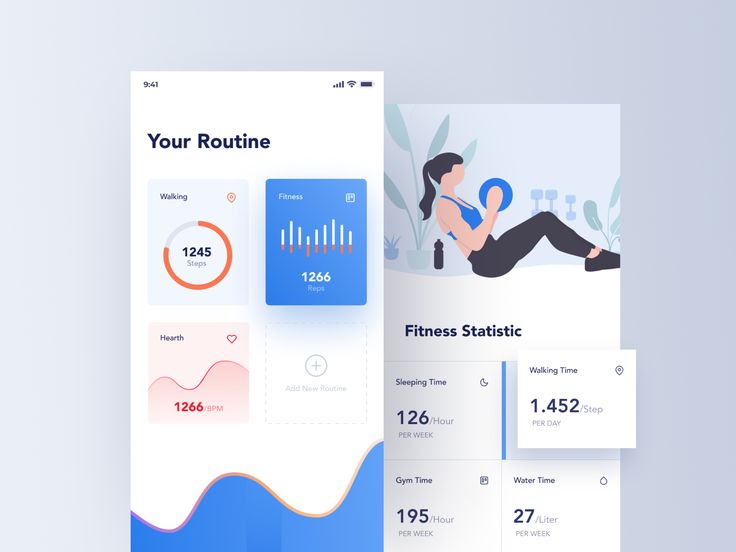 9:41
Your Routine
Walking
1245
Steps
Fitness
1266
Reps
Hearth
1266/BPM
Add New Routine
Fitness Statistic
Sleeping Time
126/Hour
PER WEEK
Walking Time
1.452/Step
PER DAY
Gym Time
195/Hour
PER WEEK
Water Time
27/Liter
PER WEEK